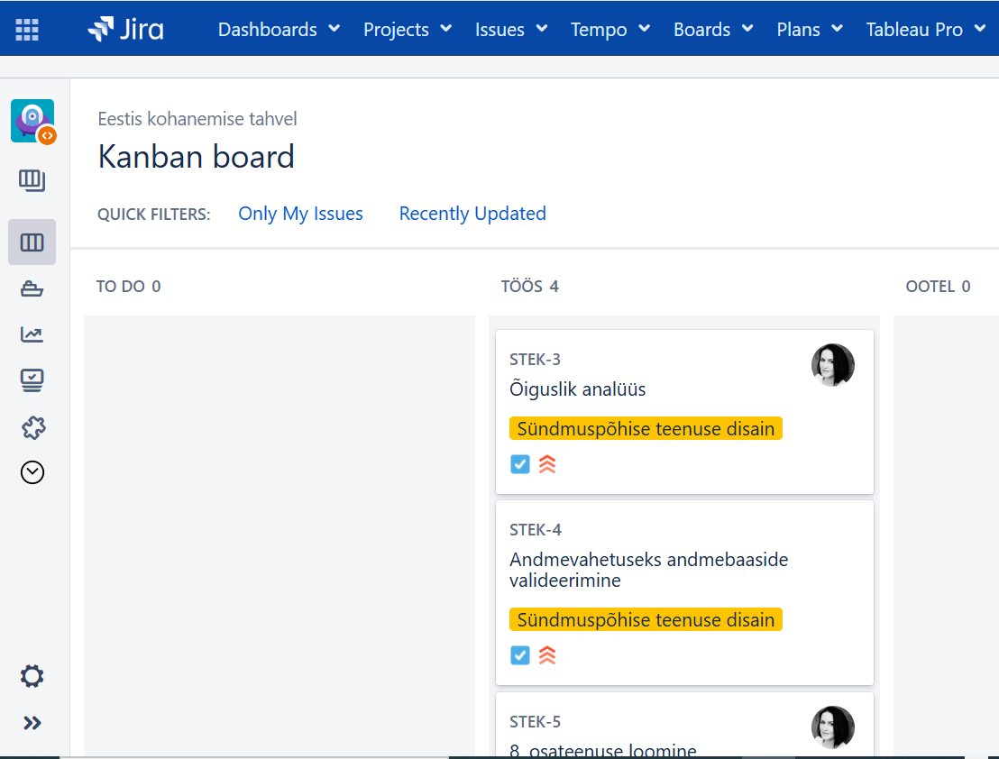 Jira Dashboards Projects Issues Tempo Boards Plans Tableau Pro
Eestis kohanemise tahvel
Kanban board
QUICK FILTERS: Only My Issues Recently Updated
TO DO 0 TÖÖS 4 OOTEL 0
STEK-3
Õiguslik analüüs
Sündmuspõhise teenuse disain
STEK-4
Andmevahetuseks andmebaaside
valideerimine
Sündmuspõhise teenuse disain
STEK-5
8. osateenuse loomine